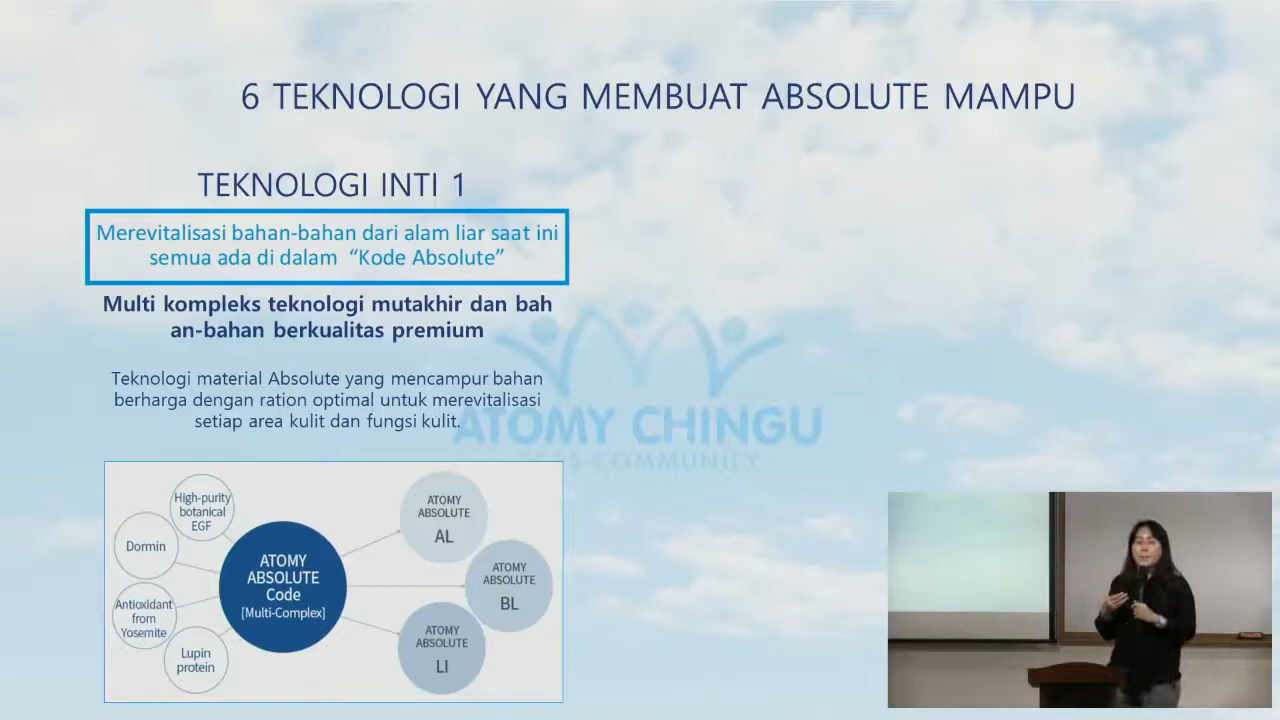 6 TEKNOLOGI YANG MEMBUAT ABSOLUTE MAMPU
TEKNOLOGI INTI 1
Merevitalisasi bahan-bahan dari alam liar saat ini
semua ada di dalam “Kode Absolute”
Multi kompleks teknologi mutakhir dan bah
an-bahan berkualitas premium
Teknologi material Absolute yang mencampur bahan
berharga dengan ration optimal untuk merevitalisasi
setiap area kulit dan fungsi kulit.
ATOMY CHINGU
COMMUNITY
High-purity
botanical
EGF
Dormin
Antioxidant
from
Yosemite
Lupin
protein
ATOMY
ABSOLUTE
Code
[Multi-Complex]
ATOMY
ABSOLUTE
AL
ATOMY
ABSOLUTE
BL
ATOMY
ABSOLUTE
LI